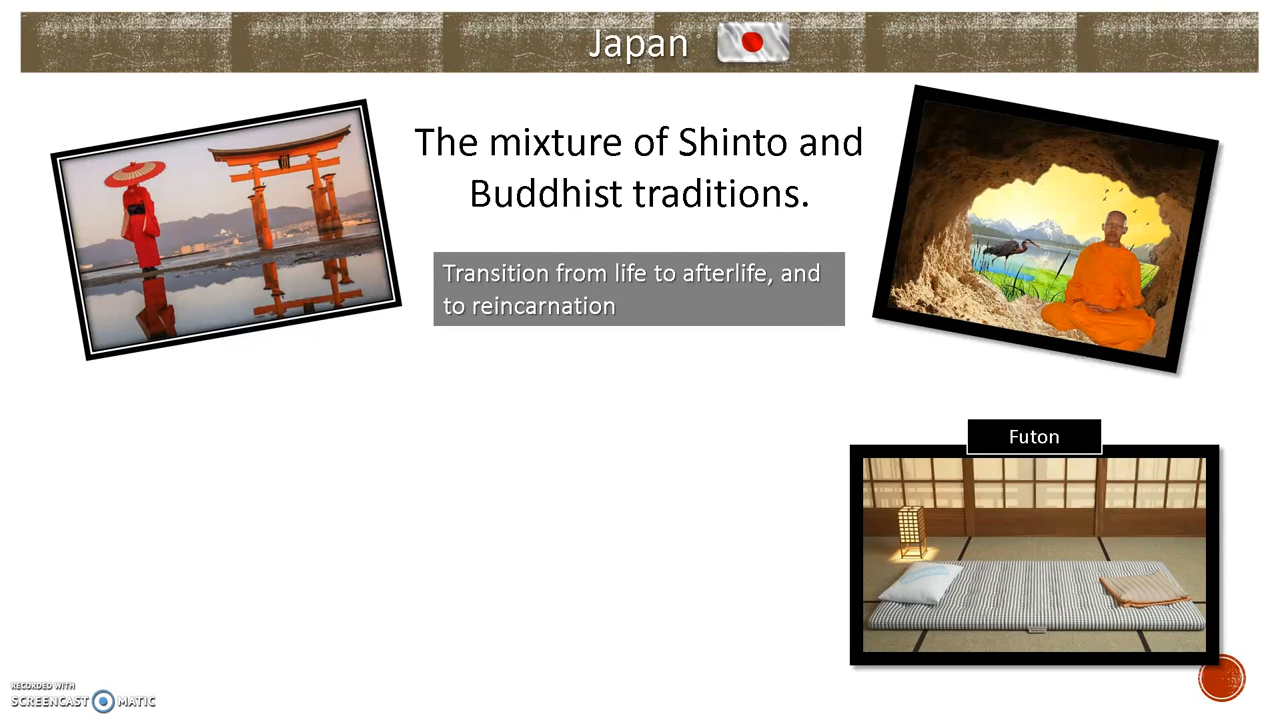 Japan
The mixture of Shinto and
Buddhist traditions.
Transition from life to afterlife, and
to reincarnation
Futon
RECORDED WITH
SCREENCAST MATIC